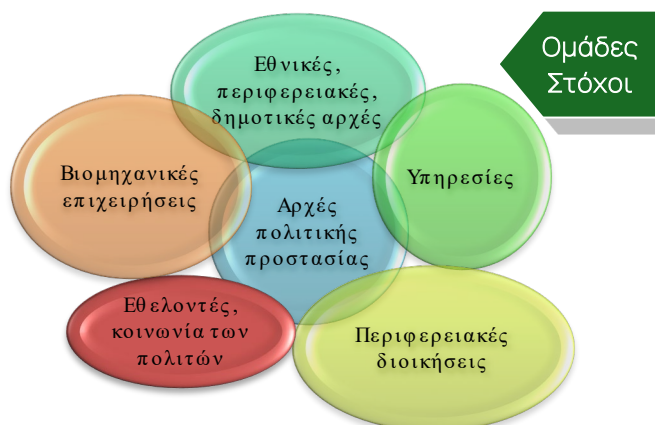 Ομάδες
Στόχοι
Εθνικές,
περιφερειακές,
δημοτικές αρχές
Βιομηχανικές
επιχειρήσεις
Υπηρεσίες
Αρχές
πολιτικής
προστασίας
Εθελοντές,
κοινωνία των
πολιτών
Περιφερειακές
διοικήσεις